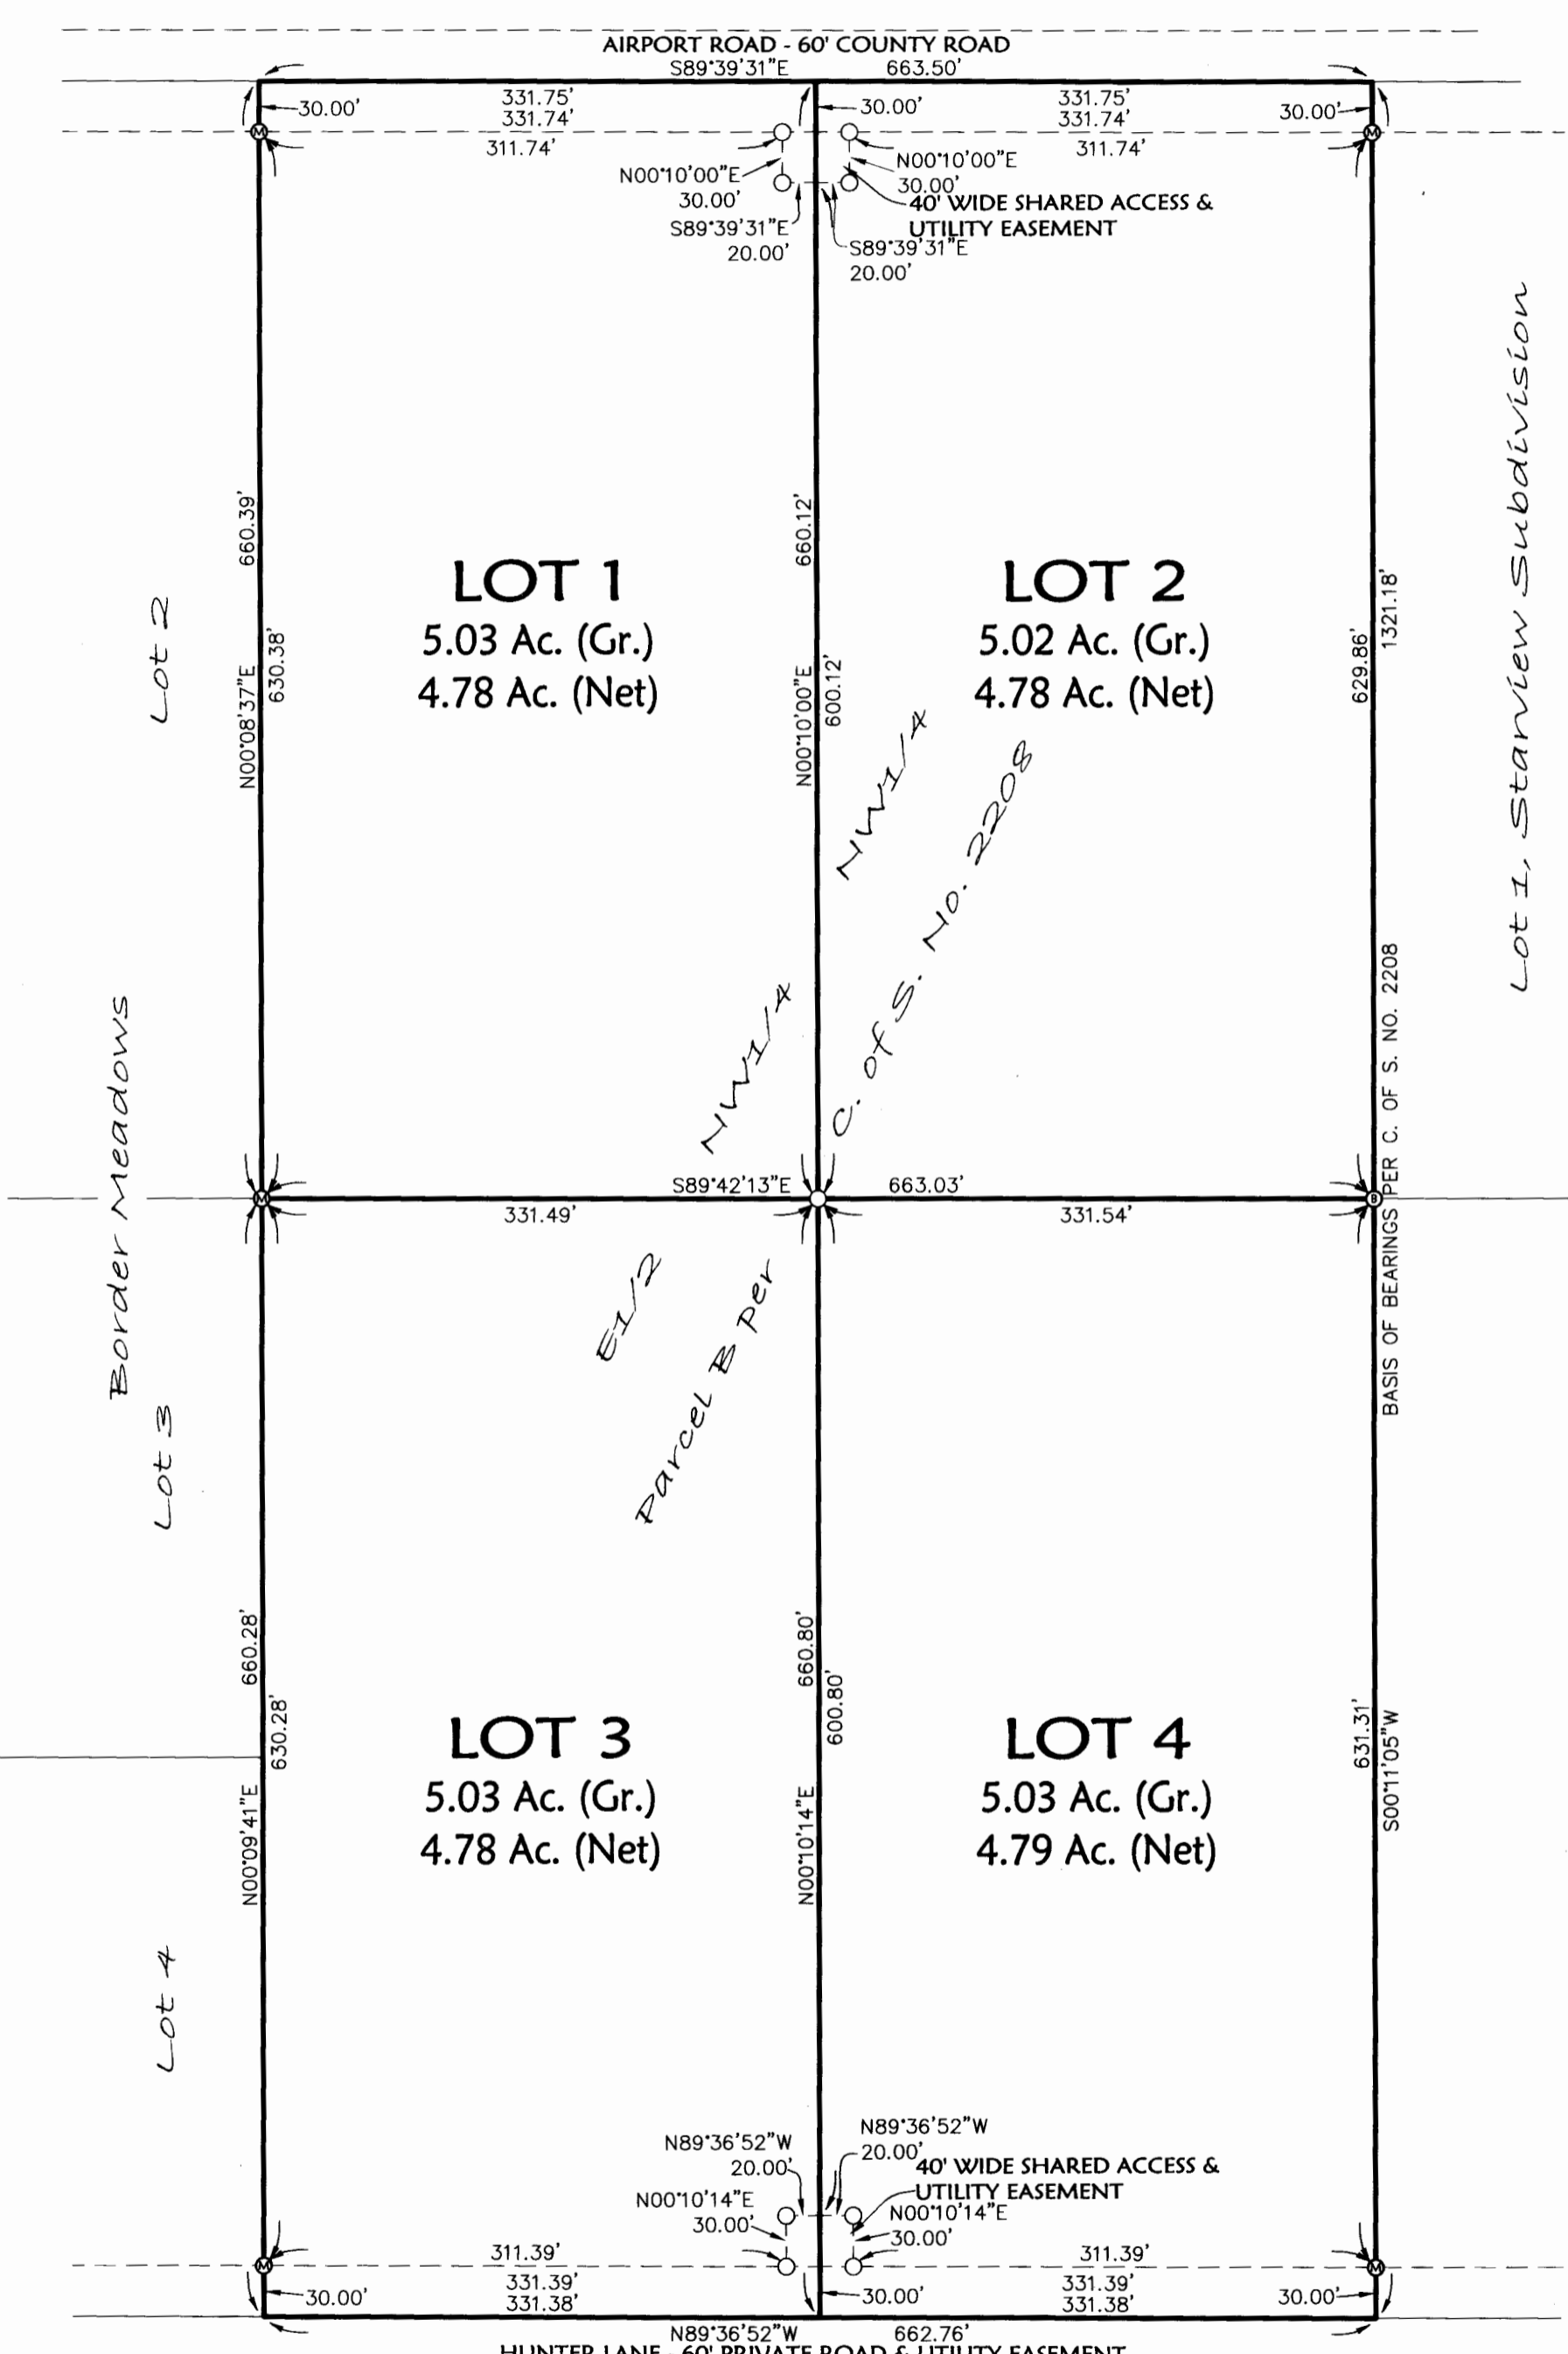 AIRPORT ROAD - 60' COUNTY ROAD
S89°39'31"E 663.50'
331.75' 331.75'
30.00' 331.74' 30.00' 331.74' 30.00'
311.74' 311.74'
N00°10'00"E
30.00'
N00°10'00"E
30.00'
40' WIDE SHARED ACCESS &
UTILITY EASEMENT
S89°39'31"E
20.00'
S89°39'31"E
20.00'
660.39'
630.38'
N00°08'37"E
LOT 1
5.03 Ac. (Gr.)
4.78 Ac. (Net)
660.12'
600.12'
N00°10'00"E
LOT 2
5.02 Ac. (Gr.)
4.78 Ac. (Net)
629.86'
1321.18'
Lot 2
Border Meadows
Lot 1, Stanview Subdivision
NW1/4
NW1/4
E1/2
Parcel B per
C. of S. No. 2208
BASIS OF BEARINGS PER C. OF S. NO. 2208
S00°11'05"W
M
M
M
B
S89°42'13"E 663.03'
331.49' 331.54'
Lot 3
Lot 4
660.28'
630.28'
N00°09'41"E
LOT 3
5.03 Ac. (Gr.)
4.78 Ac. (Net)
660.80'
600.80'
N00°10'14"E
LOT 4
5.03 Ac. (Gr.)
4.79 Ac. (Net)
631.31'
N89°36'52"W
20.00'
N89°36'52"W
20.00'
40' WIDE SHARED ACCESS &
UTILITY EASEMENT
N00°10'14"E
30.00'
N00°10'14"E
30.00'
311.39' 311.39'
M
M
331.39' 331.39'
30.00' 331.38' 30.00' 331.38' 30.00'
N89°36'52"W 662.76'
HUNTER LANE - 60' PRIVATE ROAD & UTILITY EASEMENT